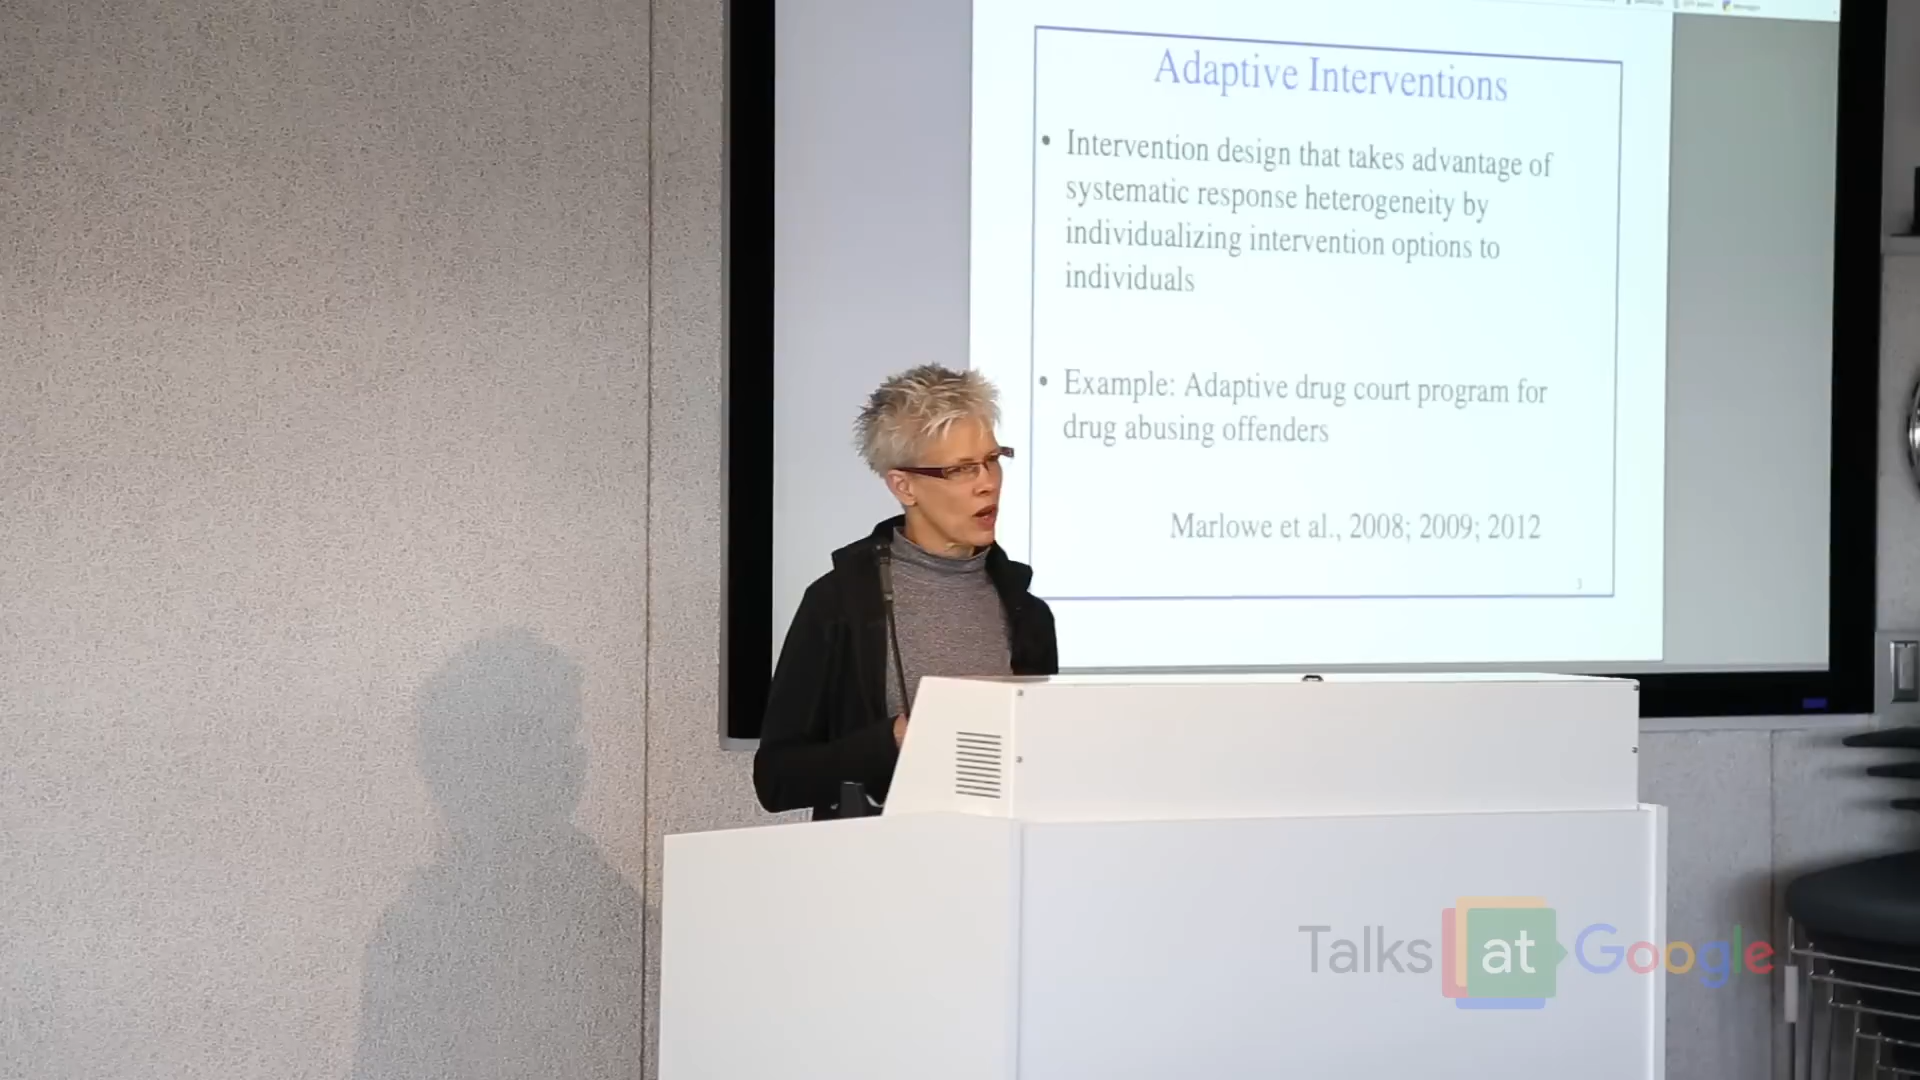 Adaptive Interventions
• Intervention design that takes advantage of
systematic response heterogeneity by
individualizing intervention options to
individuals
• Example: Adaptive drug court program for
drug abusing offenders
Marlowe et al., 2008; 2009; 2012
3
Talks at Google